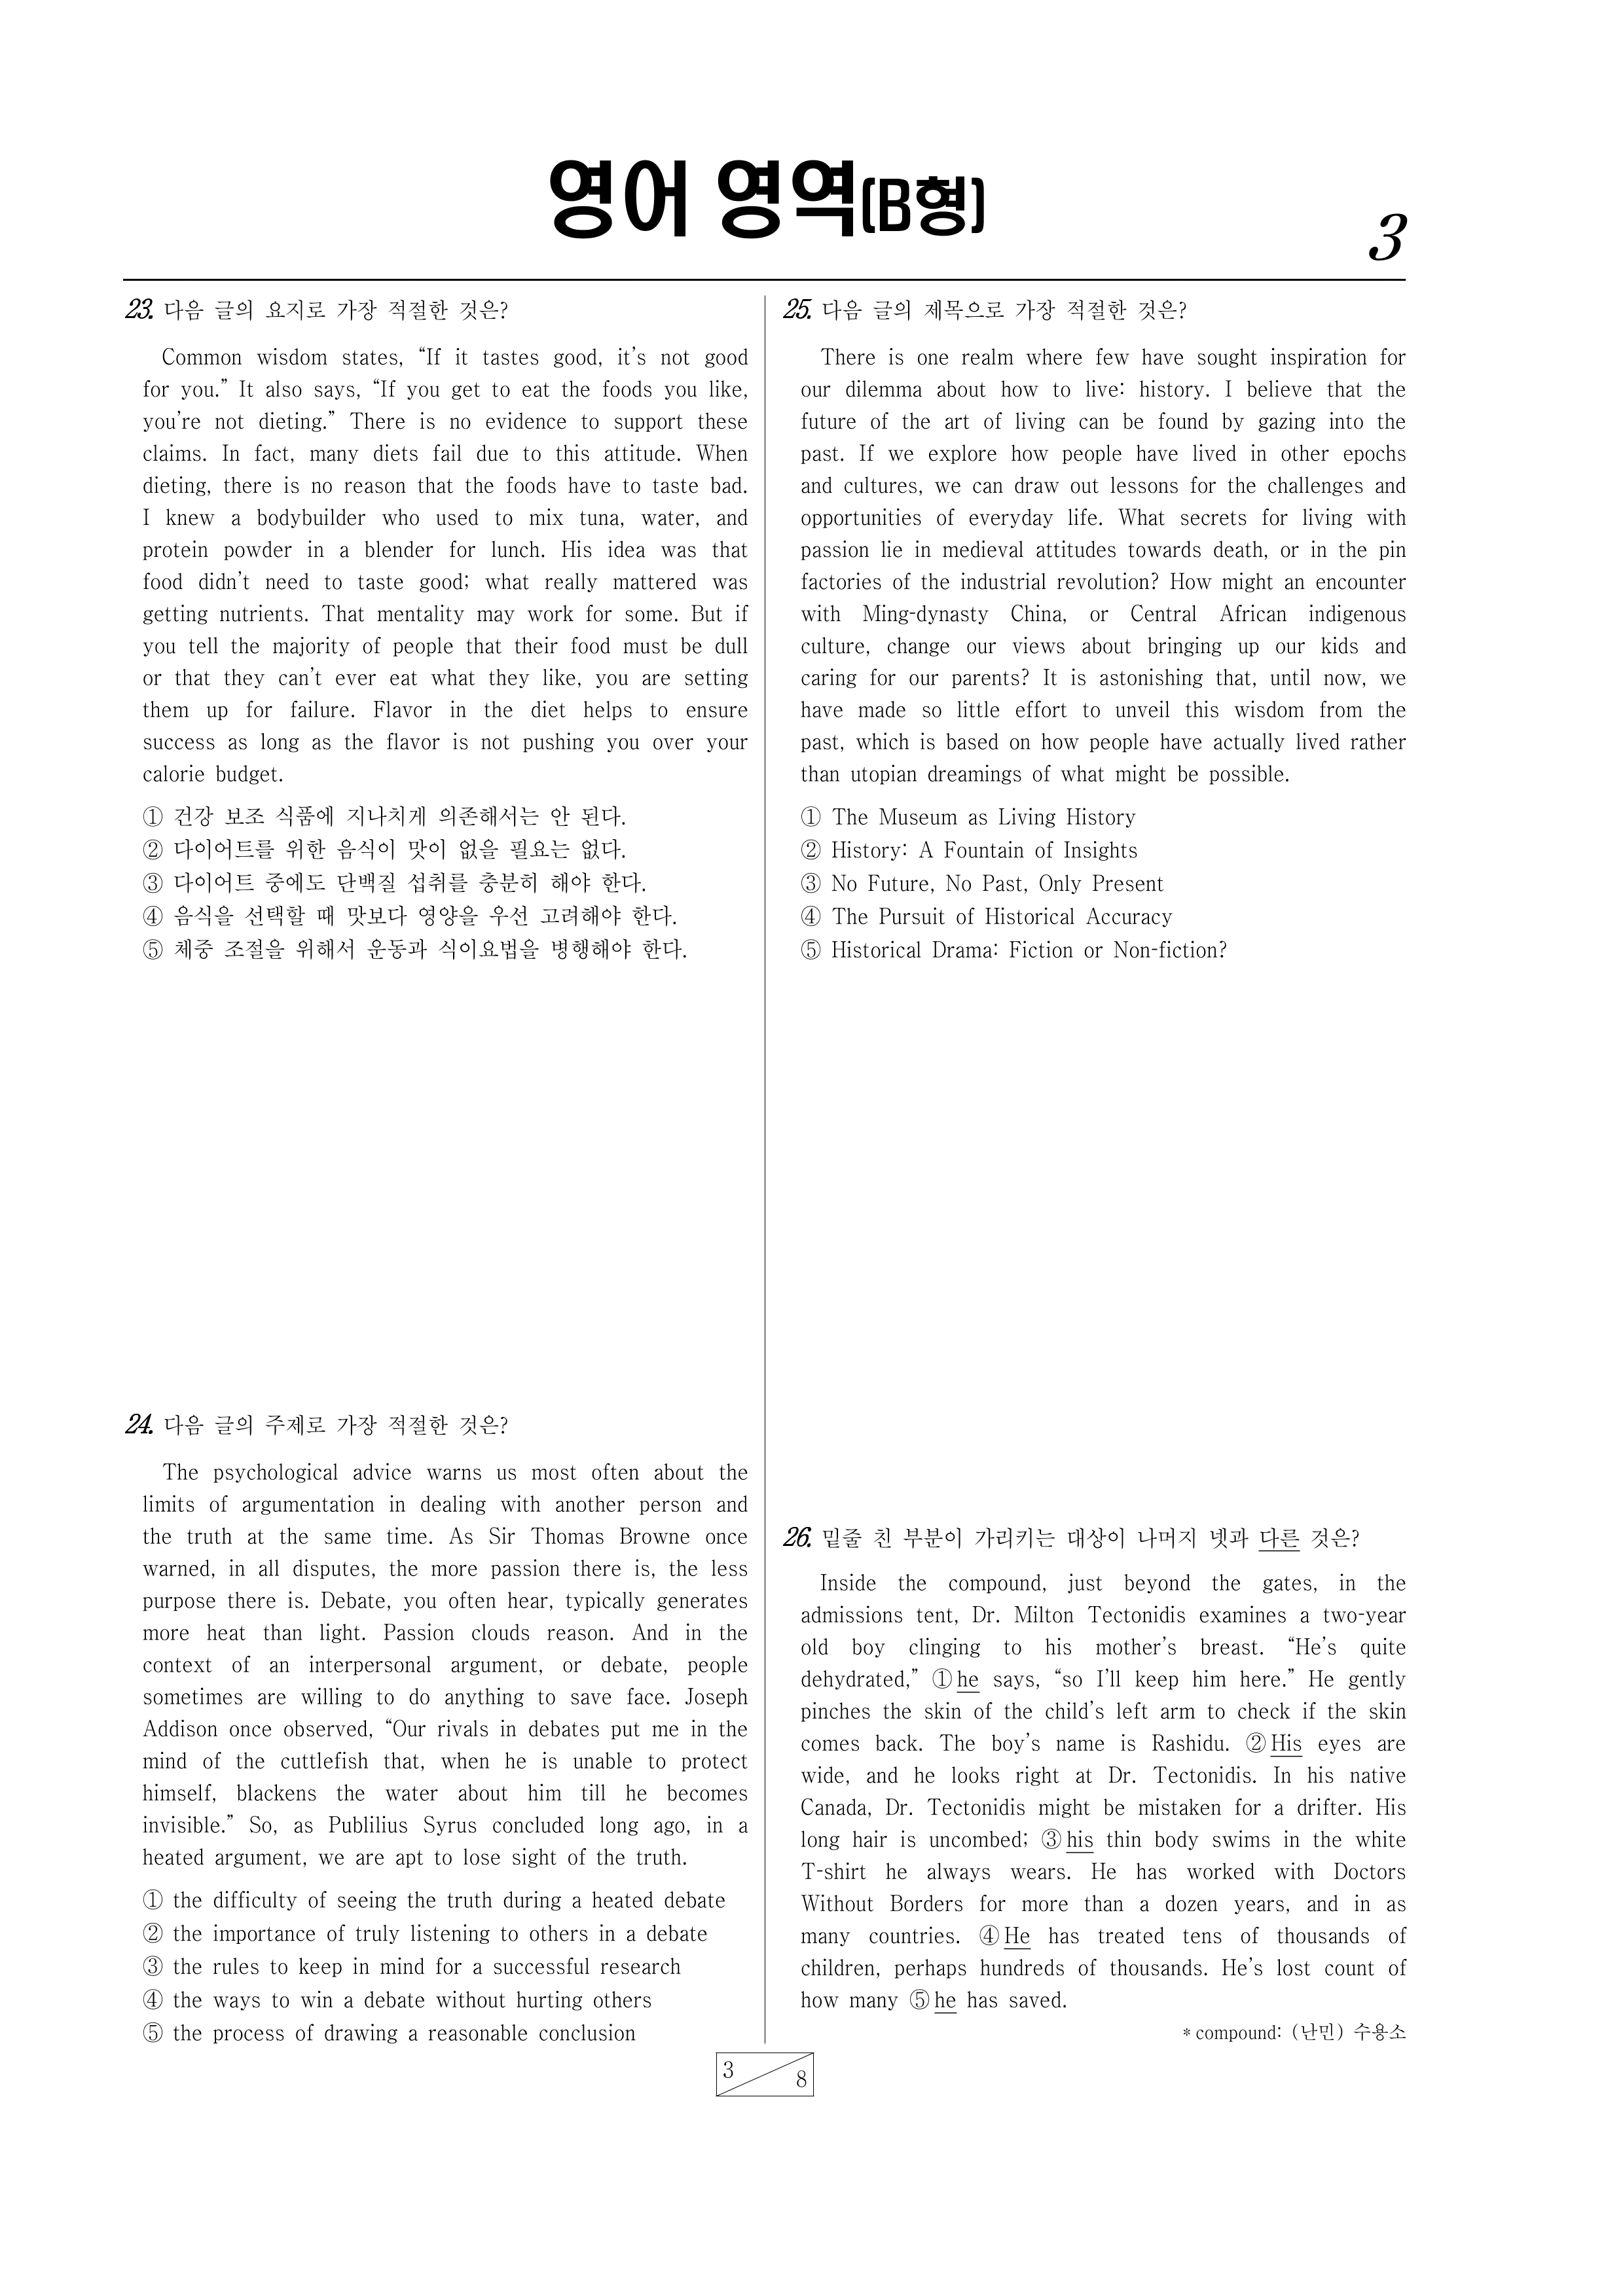 영어 영역(B형)
3
23. 다음 글의 요지로 가장 적절한 것은?
Common wisdom states, “If it tastes good, it’s not good
for you.” It also says, “If you get to eat the foods you like,
you’re not dieting.” There is no evidence to support these
claims. In fact, many diets fail due to this attitude. When
dieting, there is no reason that the foods have to taste bad.
I knew a bodybuilder who used to mix tuna, water, and
protein powder in a blender for lunch. His idea was that
food didn’t need to taste good; what really mattered was
getting nutrients. That mentality may work for some. But if
you tell the majority of people that their food must be dull
or that they can’t ever eat what they like, you are setting
them up for failure. Flavor in the diet helps to ensure
success as long as the flavor is not pushing you over your
calorie budget.
① 건강 보조 식품에 지나치게 의존해서는 안 된다.
② 다이어트를 위한 음식이 맛이 없을 필요는 없다.
③ 다이어트 중에도 단백질 섭취를 충분히 해야 한다.
④ 음식을 선택할 때 맛보다 영양을 우선 고려해야 한다.
⑤ 체중 조절을 위해서 운동과 식이요법을 병행해야 한다.
24. 다음 글의 주제로 가장 적절한 것은?
The psychological advice warns us most often about the
limits of argumentation in dealing with another person and
the truth at the same time. As Sir Thomas Browne once
warned, in all disputes, the more passion there is, the less
purpose there is. Debate, you often hear, typically generates
more heat than light. Passion clouds reason. And in the
context of an interpersonal argument, or debate, people
sometimes are willing to do anything to save face. Joseph
Addison once observed, “Our rivals in debates put me in the
mind of the cuttlefish that, when he is unable to protect
himself, blackens the water about him till he becomes
invisible.” So, as Publilius Syrus concluded long ago, in a
heated argument, we are apt to lose sight of the truth.
① the difficulty of seeing the truth during a heated debate
② the importance of truly listening to others in a debate
③ the rules to keep in mind for a successful research
④ the ways to win a debate without hurting others
⑤ the process of drawing a reasonable conclusion
25. 다음 글의 제목으로 가장 적절한 것은?
There is one realm where few have sought inspiration for
our dilemma about how to live: history. I believe that the
future of the art of living can be found by gazing into the
past. If we explore how people have lived in other epochs
and cultures, we can draw out lessons for the challenges and
opportunities of everyday life. What secrets for living with
passion lie in medieval attitudes towards death, or in the pin
factories of the industrial revolution? How might an encounter
with Ming-dynasty China, or Central African indigenous
culture, change our views about bringing up our kids and
caring for our parents? It is astonishing that, until now, we
have made so little effort to unveil this wisdom from the
past, which is based on how people have actually lived rather
than utopian dreamings of what might be possible.
① The Museum as Living History
② History: A Fountain of Insights
③ No Future, No Past, Only Present
④ The Pursuit of Historical Accuracy
⑤ Historical Drama: Fiction or Non-fiction?
26. 밑줄 친 부분이 가리키는 대상이 나머지 넷과 다른 것은?
Inside the compound, just beyond the gates, in the
admissions tent, Dr. Milton Tectonidis examines a two-year
old boy clinging to his mother’s breast. “He’s quite
dehydrated,” ① he says, “so I’ll keep him here.” He gently
pinches the skin of the child’s left arm to check if the skin
comes back. The boy’s name is Rashidu. ② His eyes are
wide, and he looks right at Dr. Tectonidis. In his native
Canada, Dr. Tectonidis might be mistaken for a drifter. His
long hair is uncombed; ③ his thin body swims in the white
T-shirt he always wears. He has worked with Doctors
Without Borders for more than a dozen years, and in as
many countries. ④ He has treated tens of thousands of
children, perhaps hundreds of thousands. He’s lost count of
how many ⑤ he has saved.
* compound: (난민) 수용소
3
8